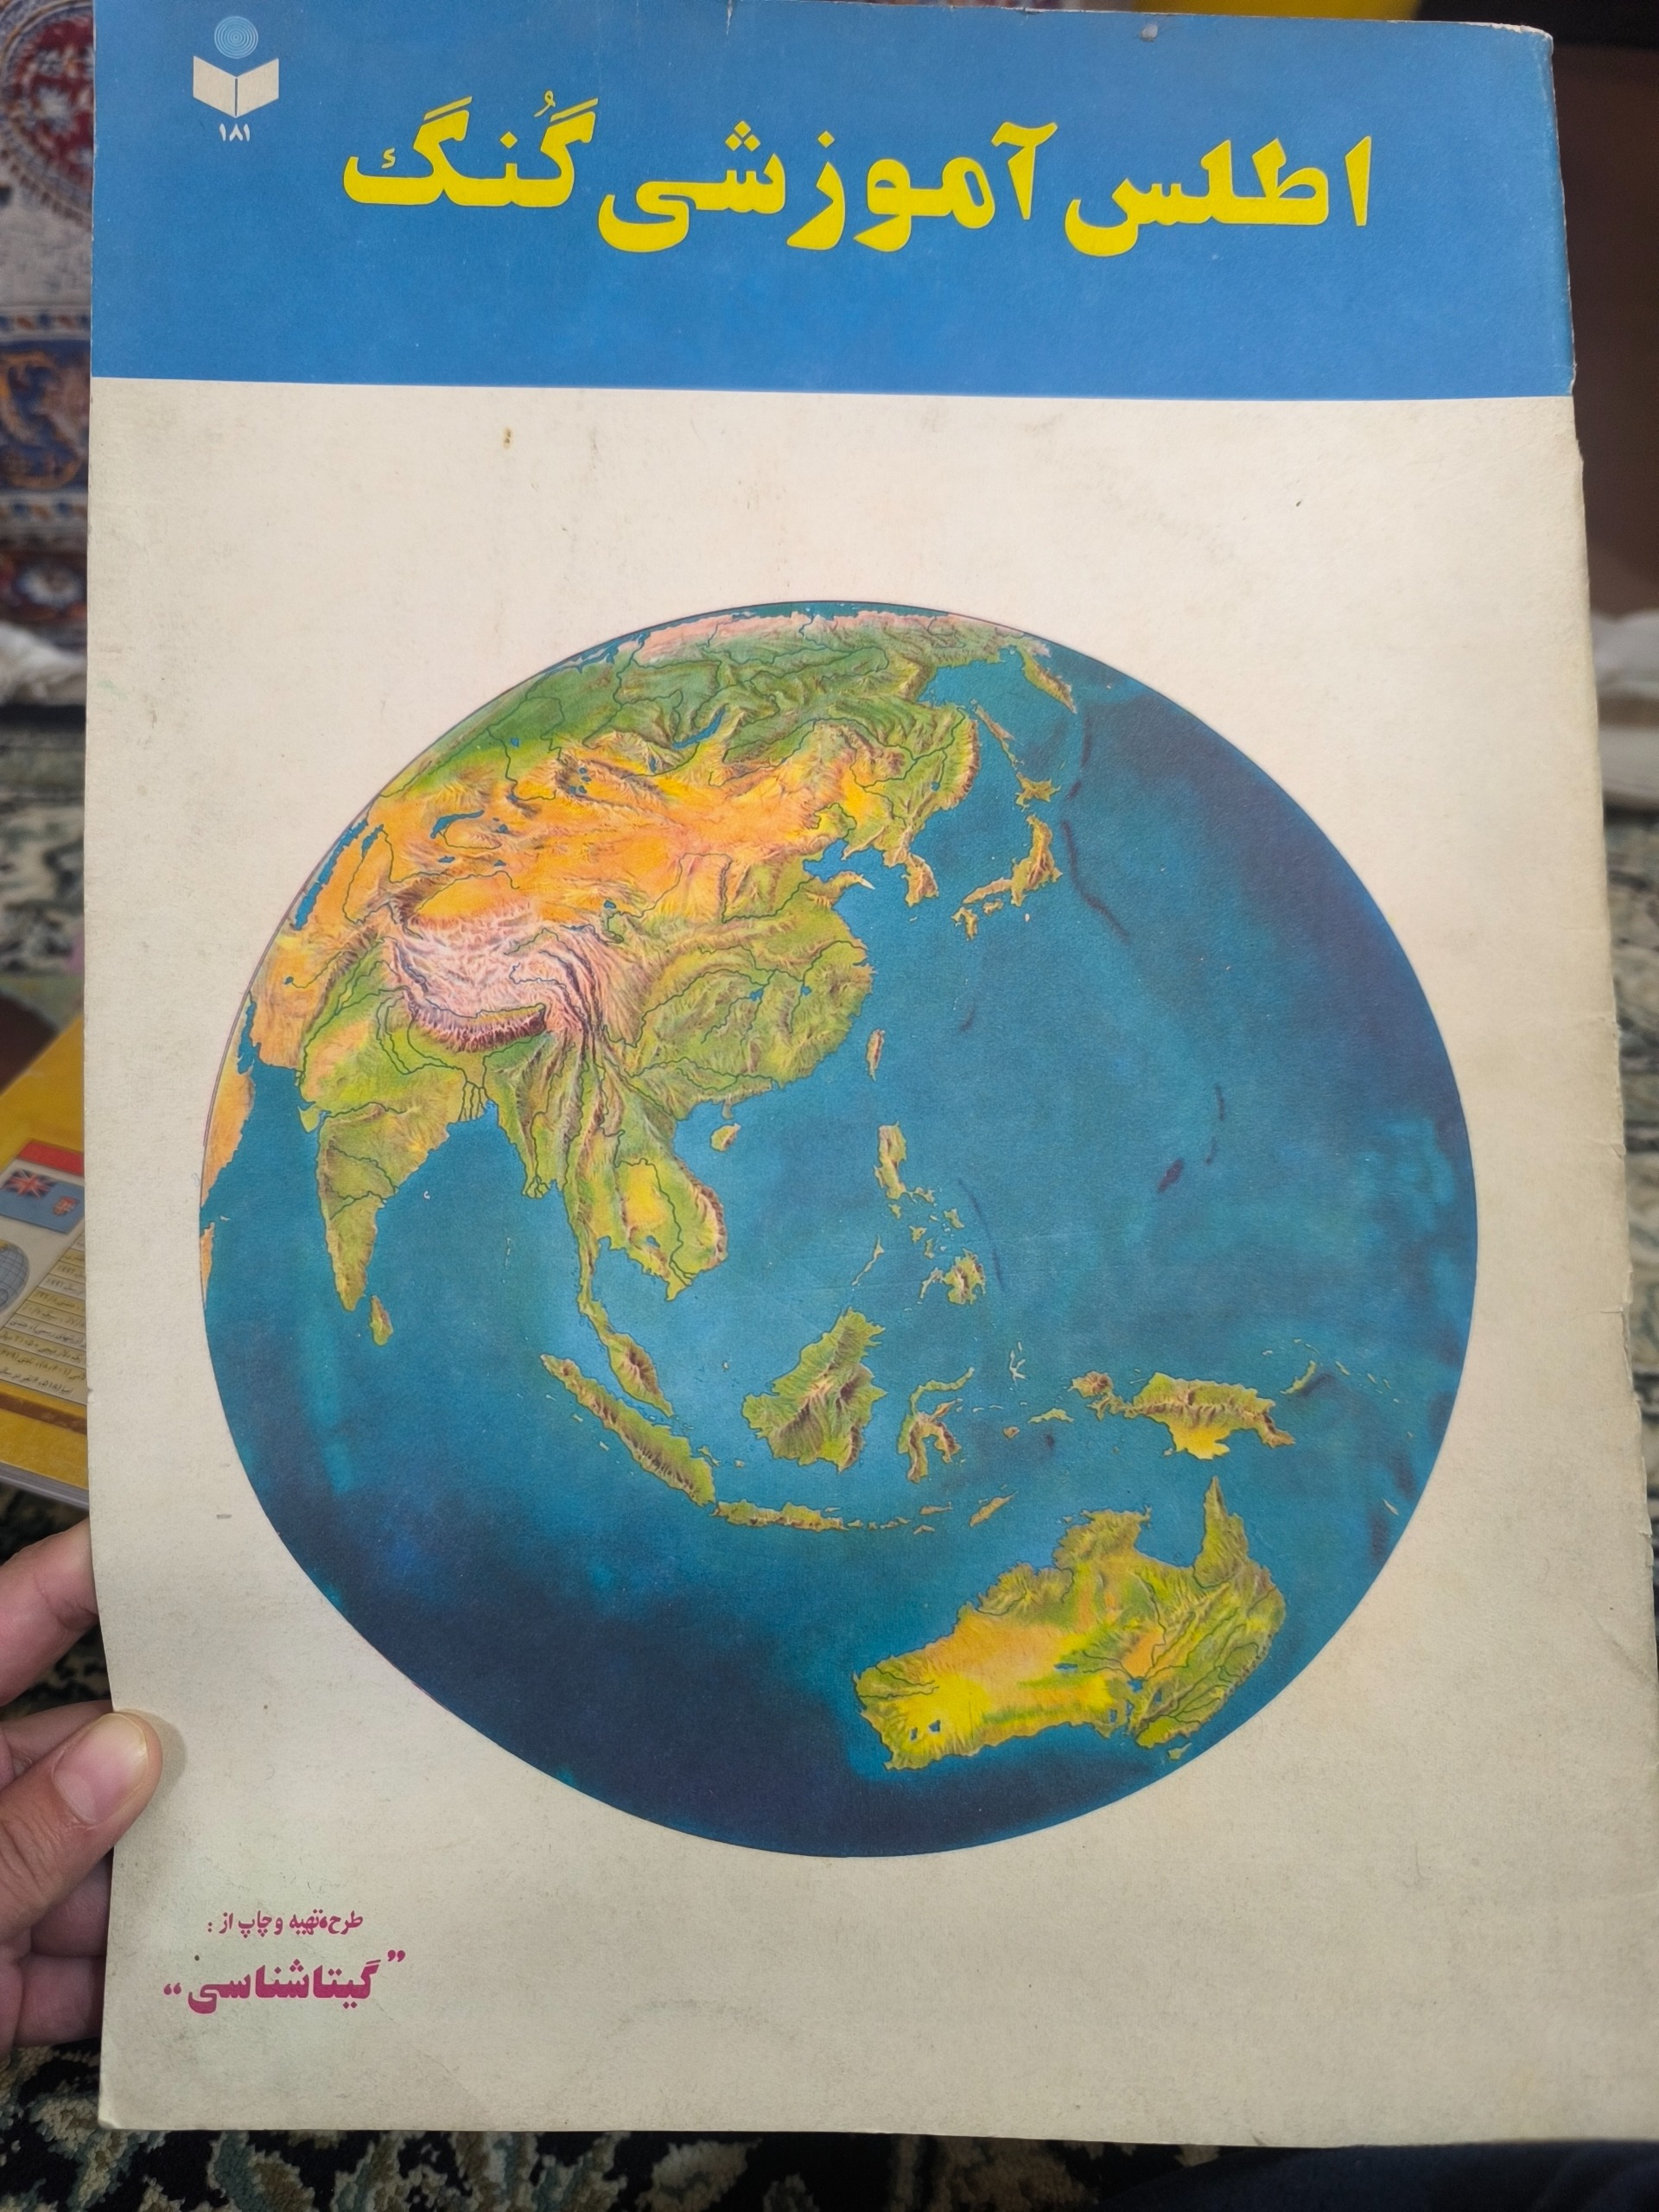 اطلس آموزشی گُنگ
۱۸۱
طرح،تهیه و چاپ از :
”گیتاشناسی“